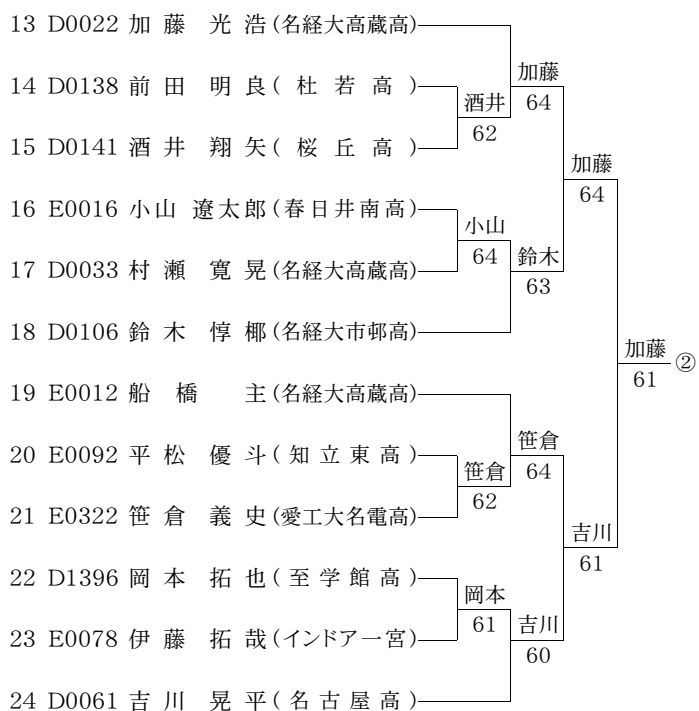 13 D0022 加藤 光浩(名経大高蔵高)
加藤
14 D0138 前田 明良(杜若高)
酒井
64
15 D0141 酒井 翔矢(桜丘高)
62
加藤
16 E0016 小山 遼太郎(春日井南高)
小山
64
17 D0033 村瀬 寛晃(名経大高蔵高)
64
鈴木
63
18 D0106 鈴木 惇椰(名経大市邨高)
加藤
②
61
19 E0012 船橋 主(名経大高蔵高)
笹倉
20 E0092 平松 優斗(知立東高)
笹倉
64
21 E0322 笹倉 義史(愛工大名電高)
62
吉川
61
22 D1396 岡本 拓也(至学館高)
岡本
23 E0078 伊藤 拓哉(インドアー宮)
61
吉川
60
24 D0061 吉川 晃平(名古屋高)